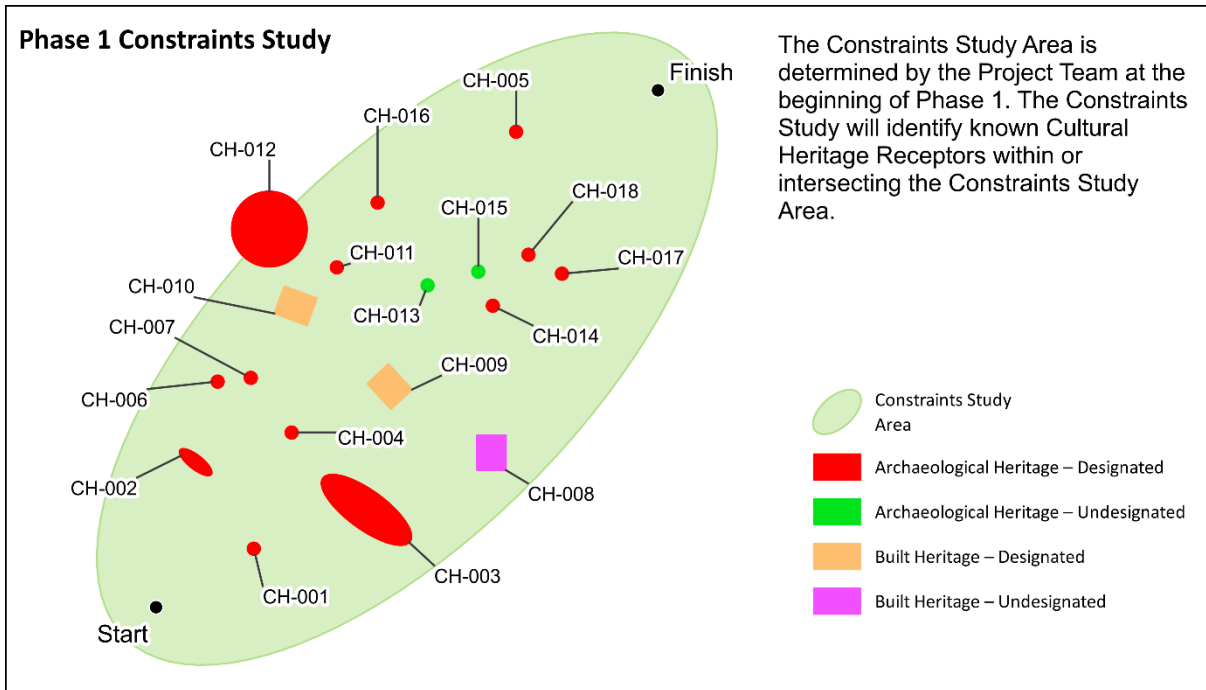 Phase 1 Constraints Study
The Constraints Study Area is
determined by the Project Team at the
beginning of Phase 1. The Constraints
Study will identify known Cultural
Heritage Receptors within or
intersecting the Constraints Study
Area.
Finish
CH-005
CH-016
CH-012
CH-015
CH-018
CH-011
CH-017
CH-010
CH-013
CH-007
CH-014
CH-009
CH-006
CH-004
CH-002
CH-008
CH-003
CH-001
Start
Constraints Study
Area
Archaeological Heritage – Designated
Archaeological Heritage – Undesignated
Built Heritage – Designated
Built Heritage – Undesignated